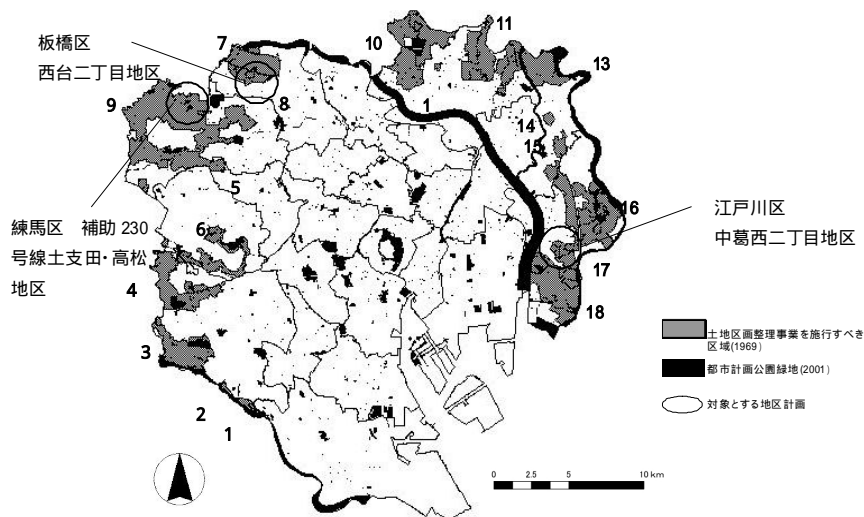 板橋区
西台二丁目地区
7
10
11
13
9
8
1
14
15
5
6
16
練馬区 補助 230
号線土支田・高松
地区
江戸川区
中葛西二丁目地区
4
17
18
3
2
1
土地区画整理事業を施行すべき
区域(1969)
都市計画公園緑地(2001)
対象とする地区計画
0 2.5 5 10 km